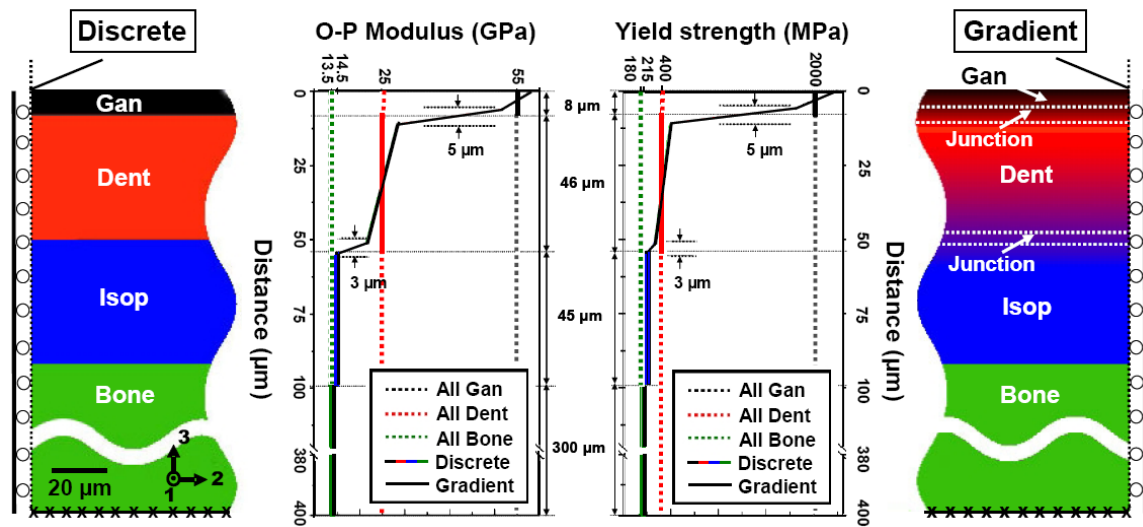 Discrete
Gan
Dent
Isop
Bone
20 µm
3
2
1
O-P Modulus (GPa)
13.5
14.5
25
55
Distance (µm)
0
25
50
75
100
380
400
5 µm
3 µm
All Gan
All Dent
All Bone
Discrete
Gradient
8 µm
46 µm
45 µm
300 µm
Yield strength (MPa)
180
215
400
2000
5 µm
3 µm
All Gan
All Dent
All Bone
Discrete
Gradient
0
25
50
75
100
380
400
Distance (µm)
Gradient
Gan
Junction
Dent
Junction
Isop
Bone